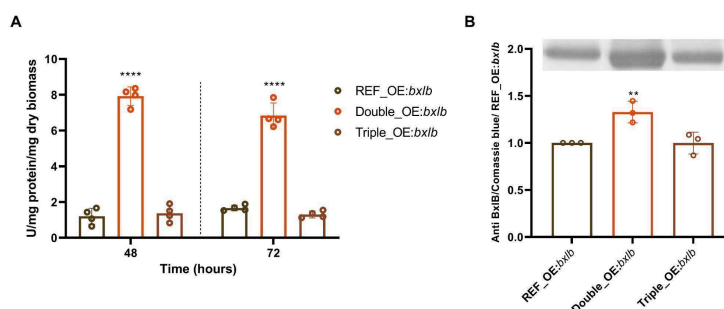 A
U/mg protein/mg dry biomass
10
8
6
4
2
0
****
****
48
72
Time (hours)
REF_OE:bxlb
Double_OE:bxlb
Triple_OE:bxlb
B
Anti BxlB/Comassie blue/ REF_OE:bxlb
2.0
1.5
1.0
0.5
0.0
**
REF_OE:bxlb
Double_OE:bxlb
Triple_OE:bxlb